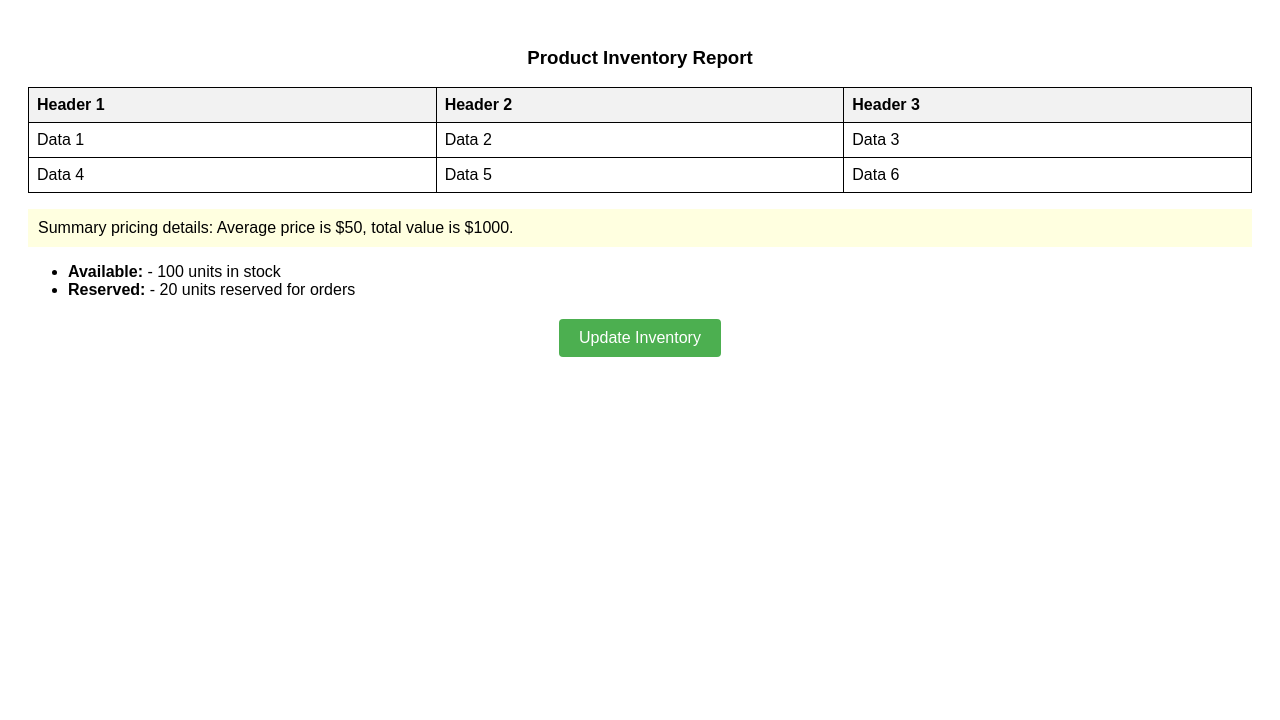 Product Inventory Report
Header 1 Header 2 Header 3
Data 1 Data 2 Data 3
Data 4 Data 5 Data 6
Summary pricing details: Average price is $50, total value is $1000.
Available: - 100 units in stock
Reserved: - 20 units reserved for orders
Update Inventory